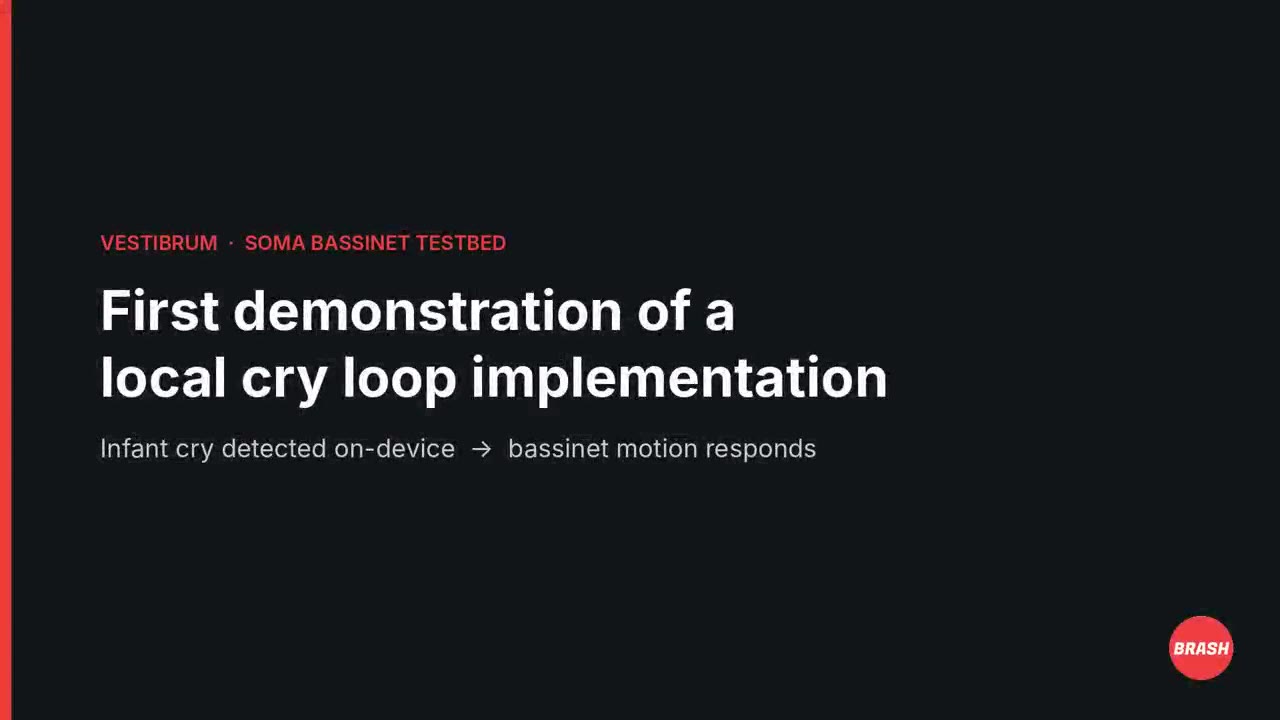 VESTIBRUM · SOMA BASSINET TESTBED
First demonstration of a
local cry loop implementation
Infant cry detected on-device → bassinet motion responds
BRASH